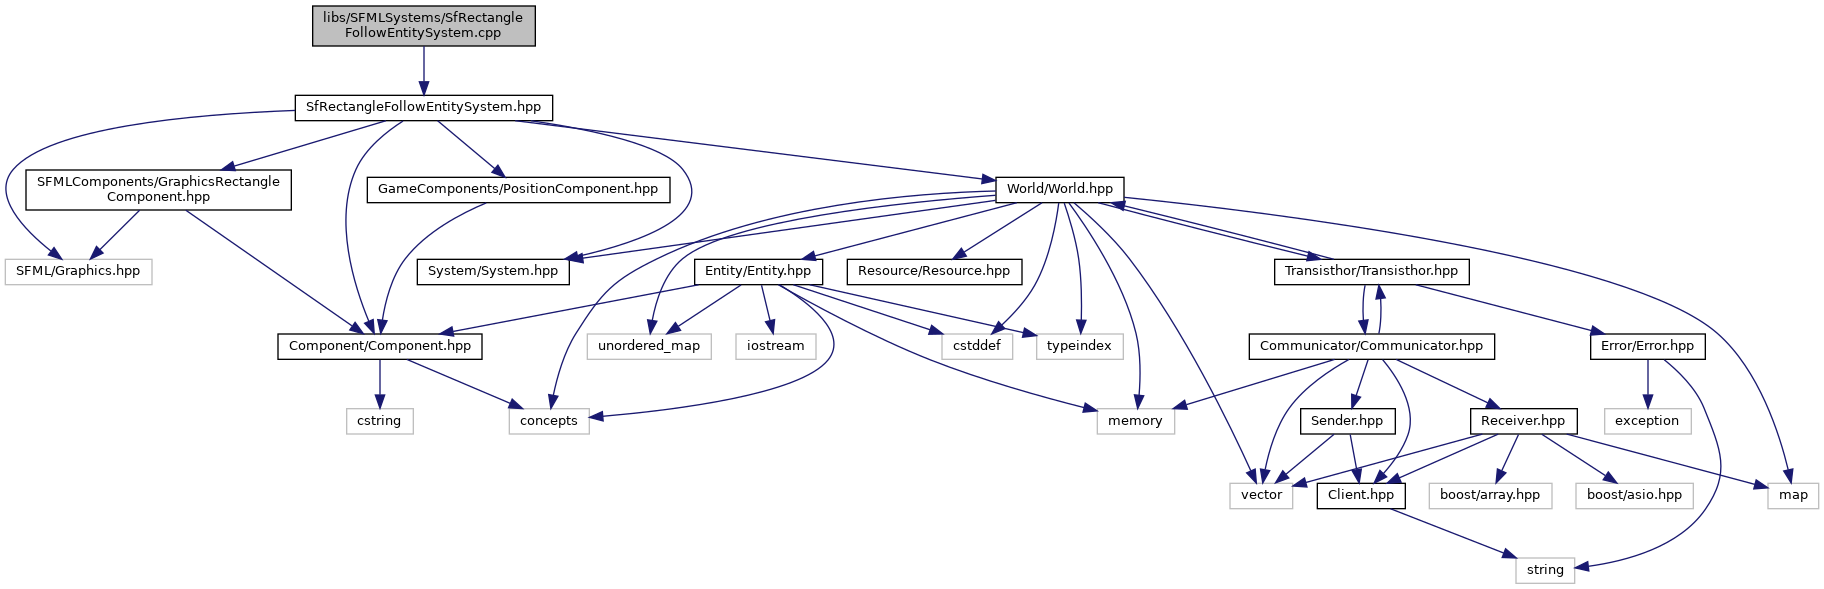 libs/SFMLSystems/SfRectangle
FollowEntitySystem.cpp
SfRectangleFollowEntitySystem.hpp
SFMLComponents/GraphicsRectangle
Component.hpp
GameComponents/PositionComponent.hpp
World/World.hpp
SFML/Graphics.hpp
System/System.hpp
Entity/Entity.hpp
Resource/Resource.hpp
Transisthor/Transisthor.hpp
Component/Component.hpp
unordered_map
iostream
cstddef
typeindex
Communicator/Communicator.hpp
Error/Error.hpp
cstring
concepts
memory
Sender.hpp
Receiver.hpp
exception
vector
Client.hpp
boost/array.hpp
boost/asio.hpp
map
string